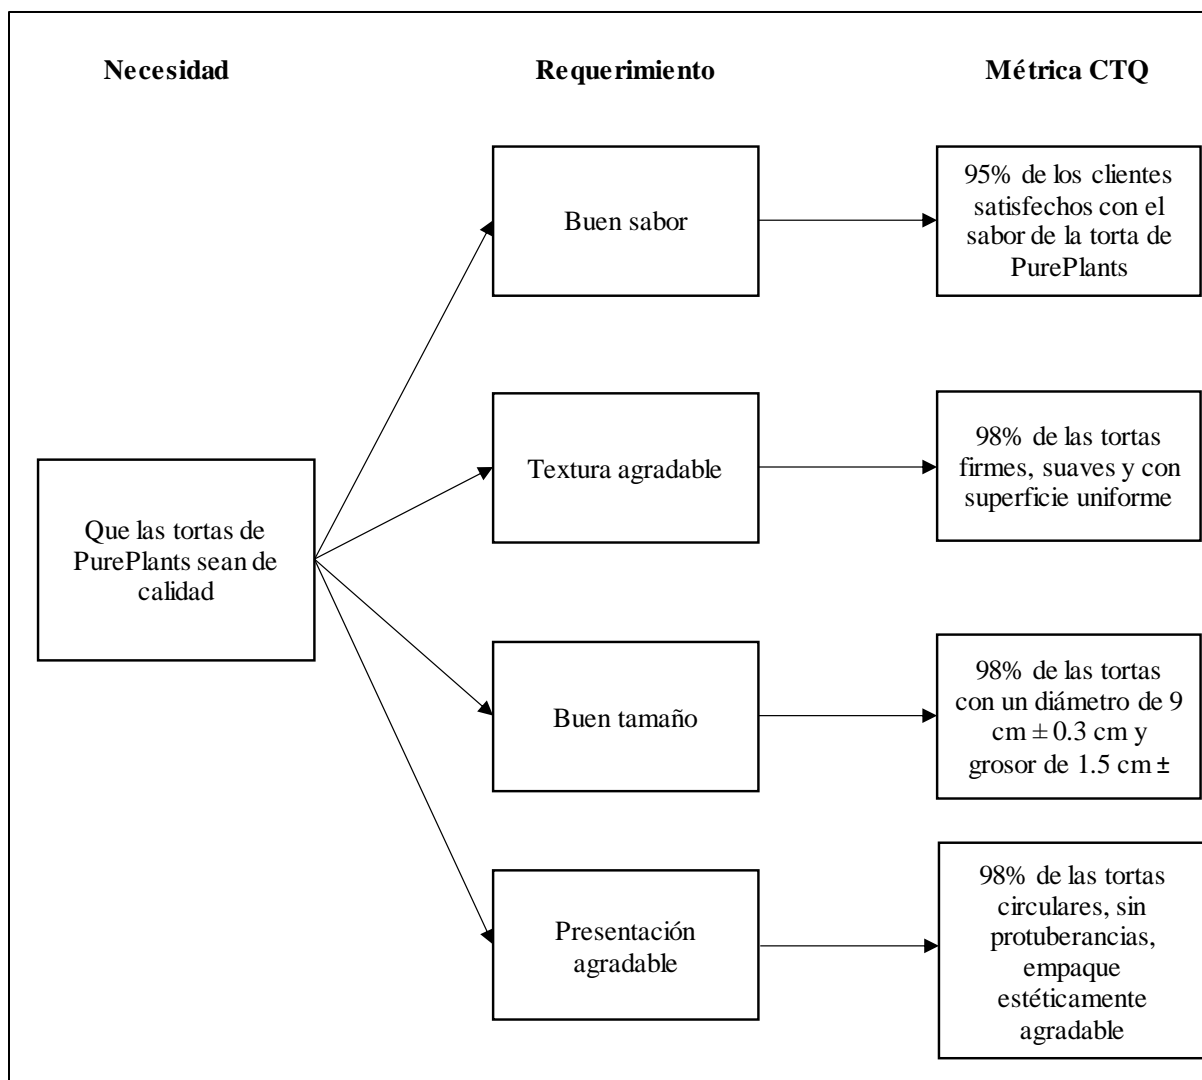 Necesidad
Requerimiento
Métrica CTQ
Buen sabor
95% de los clientes
satisfechos con el
sabor de la torta de
PurePlants
Textura agradable
98% de las tortas
firmes, suaves y con
superficie uniforme
Que las tortas de
PurePlants sean de
calidad
Buen tamaño
98% de las tortas
con un diámetro de 9
cm ± 0.3 cm y
grosor de 1.5 cm ±
Presentación
agradable
98% de las tortas
circulares, sin
protuberancias,
empaque
estéticamente
agradable